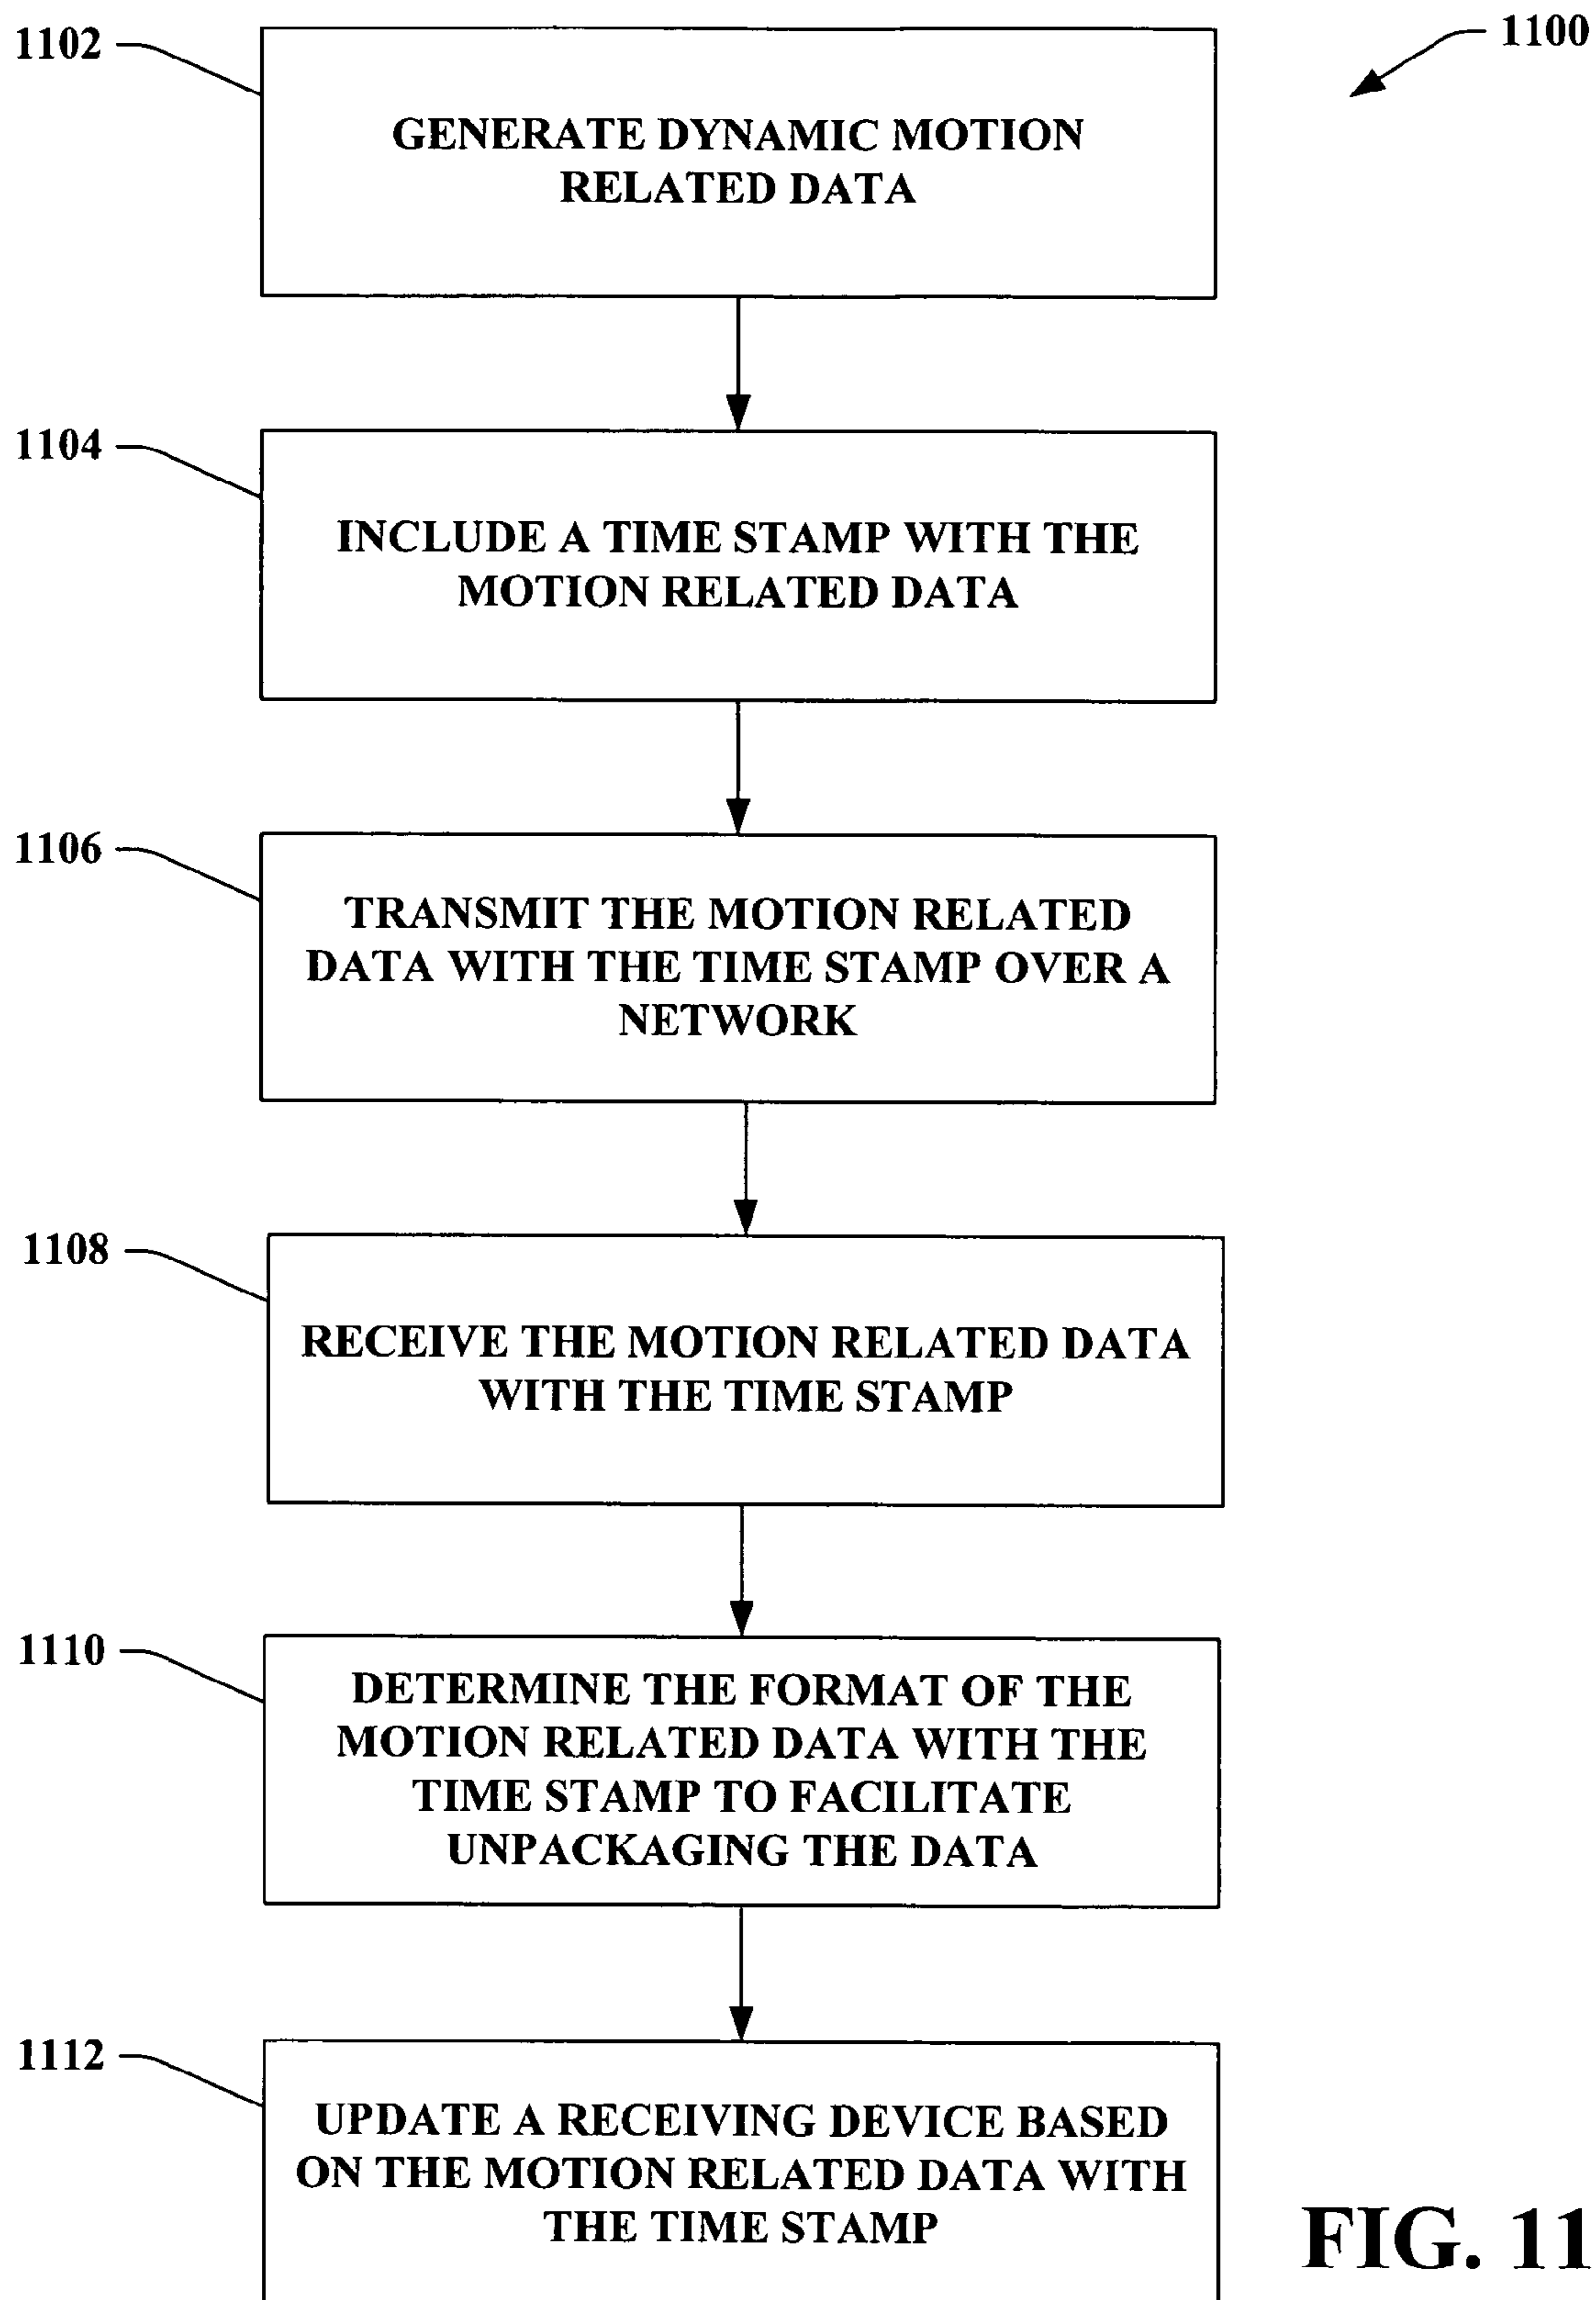 1100
1102
GENERATE DYNAMIC MOTION
RELATED DATA
1104
INCLUDE A TIME STAMP WITH THE
MOTION RELATED DATA
1106
TRANSMIT THE MOTION RELATED
DATA WITH THE TIME STAMP OVER A
NETWORK
1108
RECEIVE THE MOTION RELATED DATA
WITH THE TIME STAMP
1110
DETERMINE THE FORMAT OF THE
MOTION RELATED DATA WITH THE
TIME STAMP TO FACILITATE
UNPACKAGING THE DATA
1112
UPDATE A RECEIVING DEVICE BASED
ON THE MOTION RELATED DATA WITH
THE TIME STAMP
FIG. 11